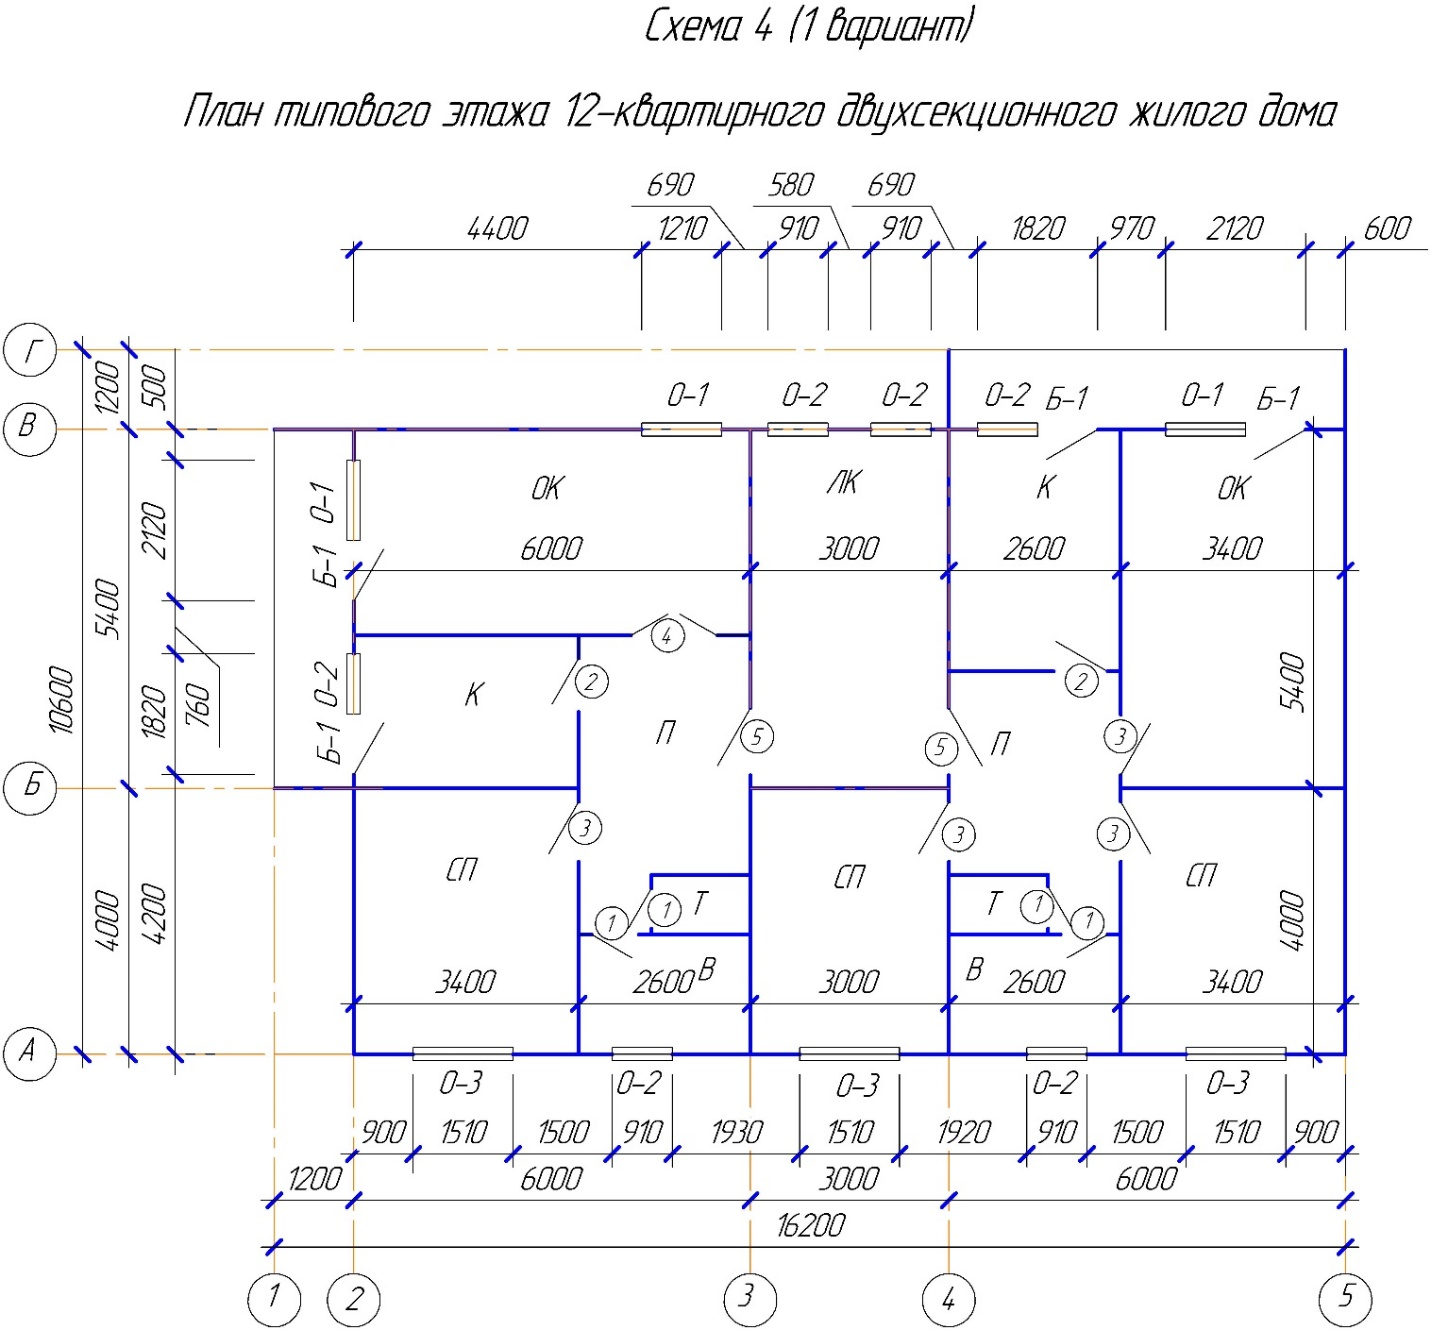 Схема 4 (1 вариант)
План типового этажа 12-квартирного двухсекционного жилого дома
690 580 690
4400 1210 910 910 1820 970 2120 600
Г
1200 500
О-1 О-2 О-2 О-2 Б-1 О-1 Б-1
В
ОК ЛК К ОК
О-1
2120
6000 3000 2600 3400
Б-1
5400
4
О-2 К 2 2
10600 1820 760 5400
П 5 5 П 3
Б-1
Б
3 3 3
СП СП СП
Т Т
1 1 1 1
4000 4200 4000
В В
3400 2600 3000 2600 3400
А
О-3 О-2 О-3 О-2 О-3
900 1510 1500 910 1930 1510 1920 910 1500 1510 900
1200 6000 3000 6000
16200
1 2 3 4 5